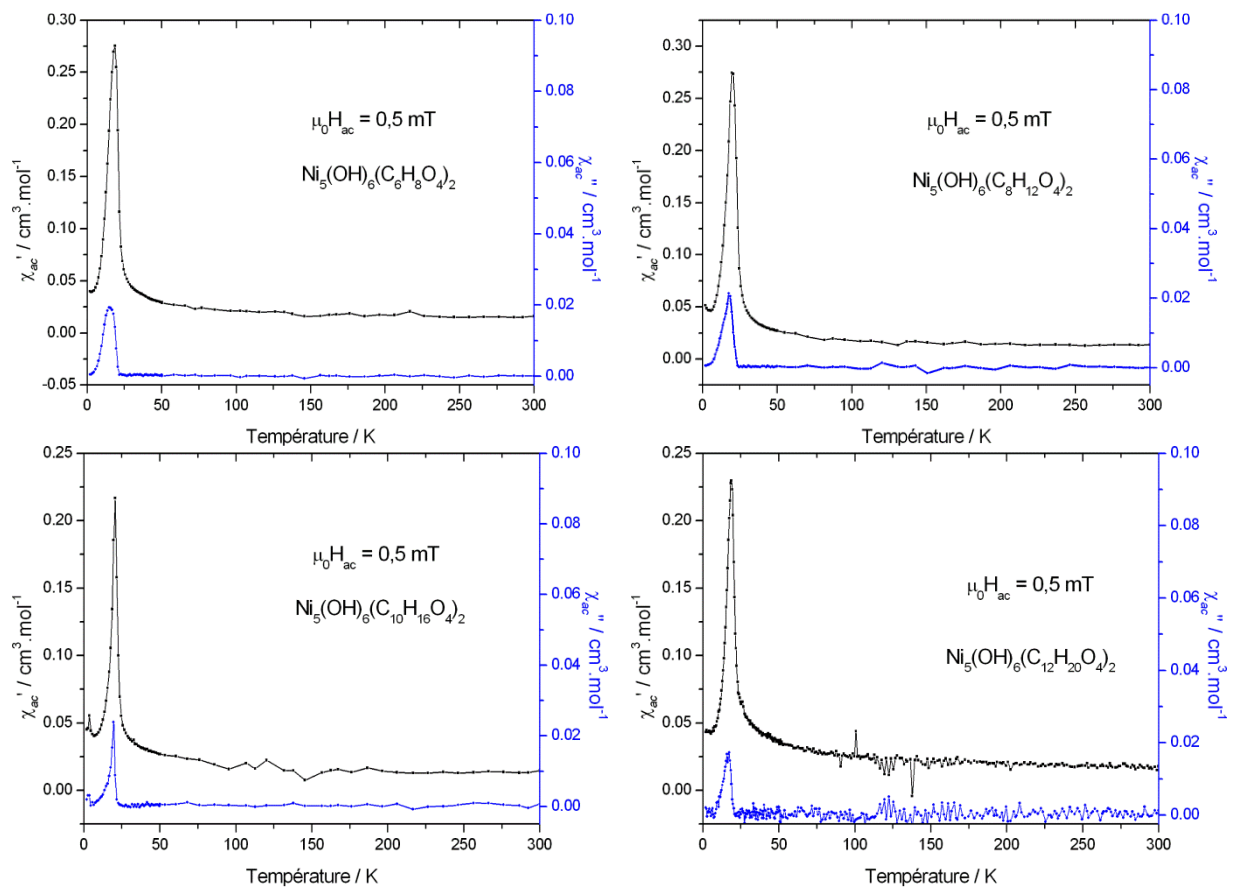 0.30
0.25
0.20
0.15
0.10
0.05
0.00
-0.05
χac' / cm³.mol⁻¹
μ₀Hac = 0,5 mT
Ni₅(OH)₆(C₆H₈O₄)₂
0.10
0.08
0.06
0.04
0.02
0.00
χac'' / cm³.mol⁻¹
0 50 100 150 200 250 300
Température / K
0.30
0.25
0.20
0.15
0.10
0.05
0.00
χac' / cm³.mol⁻¹
μ₀Hac = 0,5 mT
Ni₅(OH)₆(C₈H₁₂O₄)₂
0.10
0.08
0.06
0.04
0.02
0.00
χac'' / cm³.mol⁻¹
0 50 100 150 200 250 300
Température / K
0.25
0.20
0.15
0.10
0.05
0.00
χac' / cm³.mol⁻¹
μ₀Hac = 0,5 mT
Ni₅(OH)₆(C₁₀H₁₆O₄)₂
0.10
0.08
0.06
0.04
0.02
0.00
χac'' / cm³.mol⁻¹
0 50 100 150 200 250 300
Température / K
0.25
0.20
0.15
0.10
0.05
0.00
χac' / cm³.mol⁻¹
μ₀Hac = 0,5 mT
Ni₅(OH)₆(C₁₂H₂₀O₄)₂
0.10
0.08
0.06
0.04
0.02
0.00
χac'' / cm³.mol⁻¹
0 25 50 75 100 125 150 175 200 225 250 275 300
Température / K